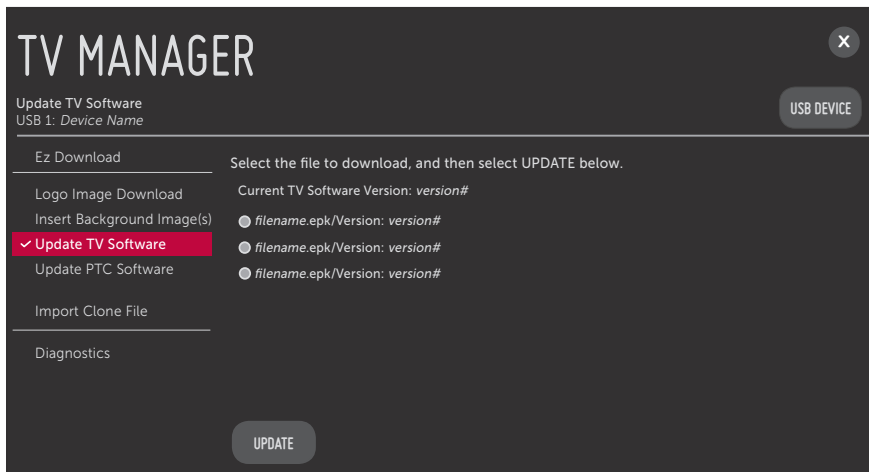 TV MANAGER
X
Update TV Software
USB 1: Device Name
USB DEVICE
Ez Download
Logo Image Download
Insert Background Image(s)
✓ Update TV Software
Update PTC Software
Import Clone File
Diagnostics
Select the file to download, and then select UPDATE below.
Current TV Software Version: version#
filename.epk/Version: version#
filename.epk/Version: version#
filename.epk/Version: version#
UPDATE